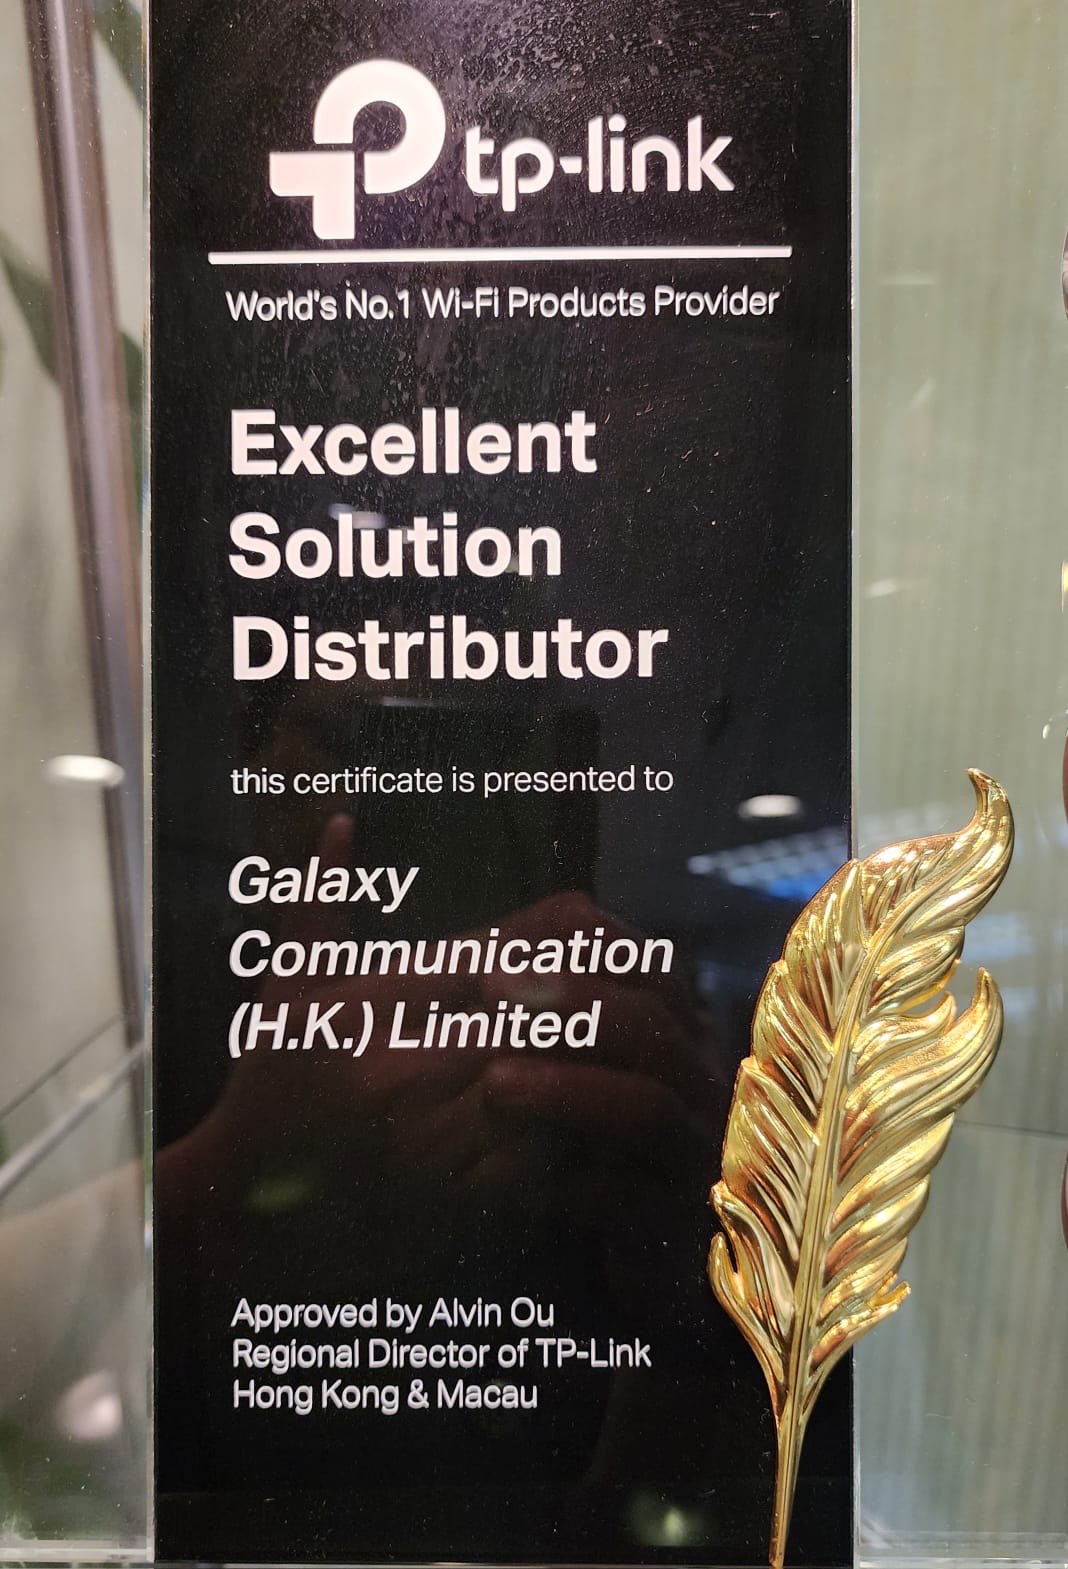 tp-link
World's No.1 Wi-Fi Products Provider
Excellent
Solution
Distributor
this certificate is presented to
Galaxy
Communication
(H.K.) Limited
Approved by Alvin Ou
Regional Director of TP-Link
Hong Kong & Macau